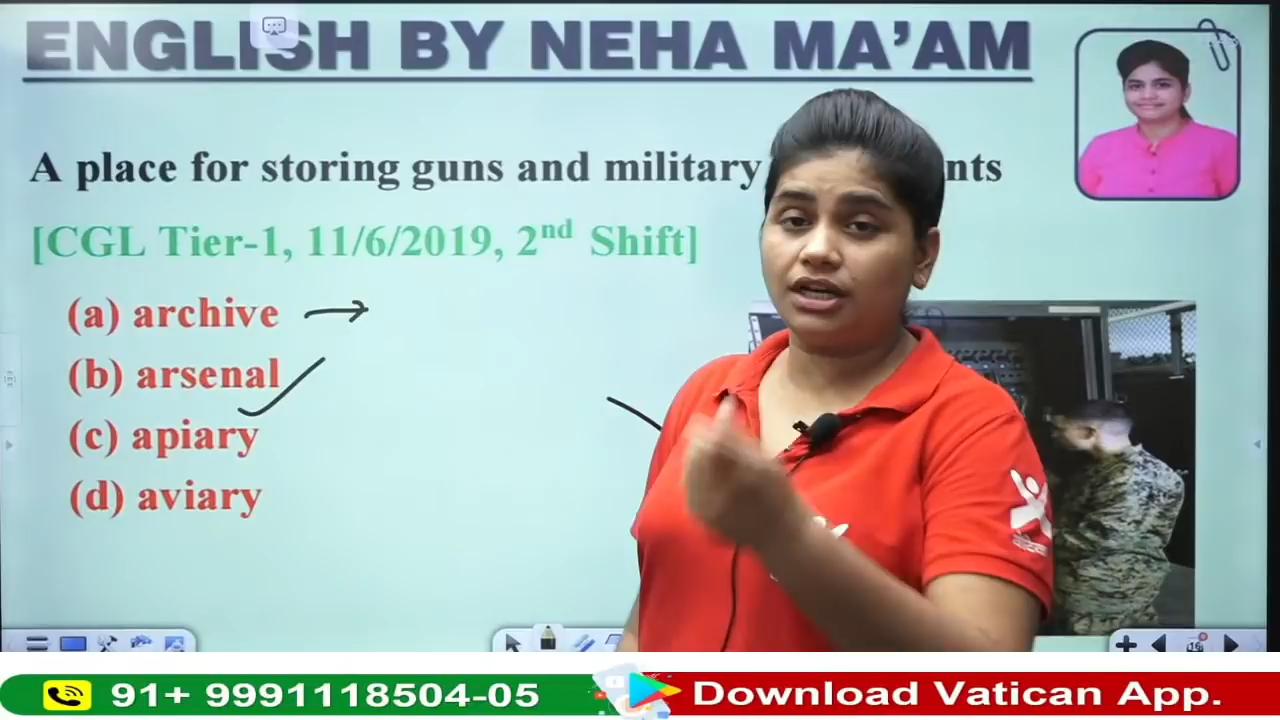 ENGLISH BY NEHA MA'AM
A place for storing guns and military nts
[CGL Tier-1, 11/6/2019, 2nd Shift]
(a) archive
(b) arsenal
(c) apiary
(d) aviary
91+ 9991118504-05
Download Vatican App.